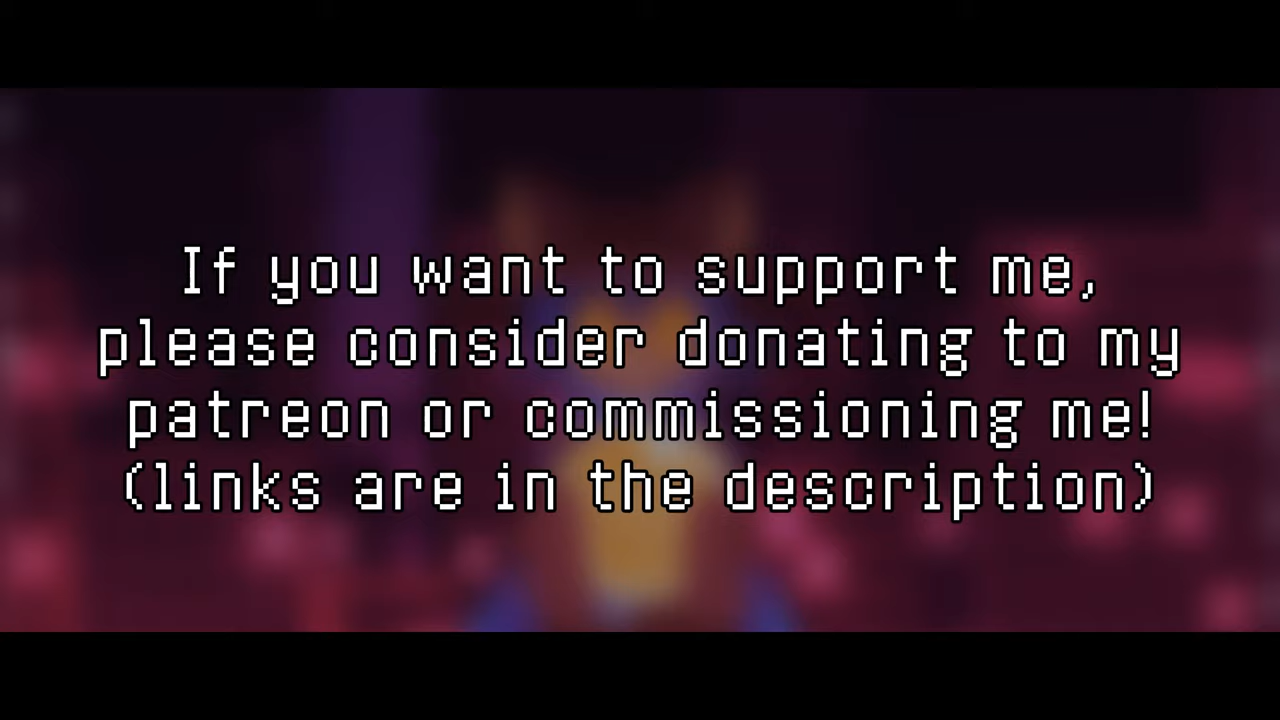 If you want to support me,
please consider donating to my
patreon or commissioning me!
(links are in the description)